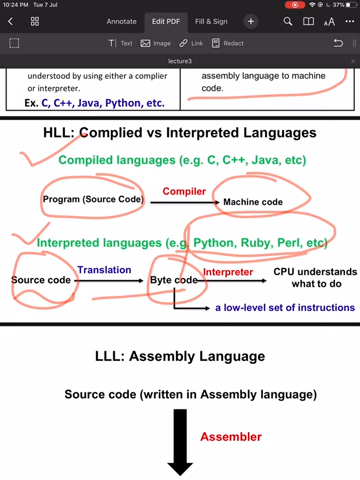 10:24 PM Tue 7 Jul
Annotate
Edit PDF
Fill & Sign
AA
Text
Image
Link
Redact
lecture3
understood by using either a complier
or interpreter.
Ex. C, C++, Java, Python, etc.
assembly language to machine
code.
HLL: Complied vs Interpreted Languages
Compiled languages (e.g. C, C++, Java, etc)
Program (Source Code)
Compiler
Machine code
Interpreted languages (e.g. Python, Ruby, Perl, etc)
Source code
Translation
Byte code
Interpreter
CPU understands
what to do
a low-level set of instructions
LLL: Assembly Language
Source code (written in Assembly language)
Assembler